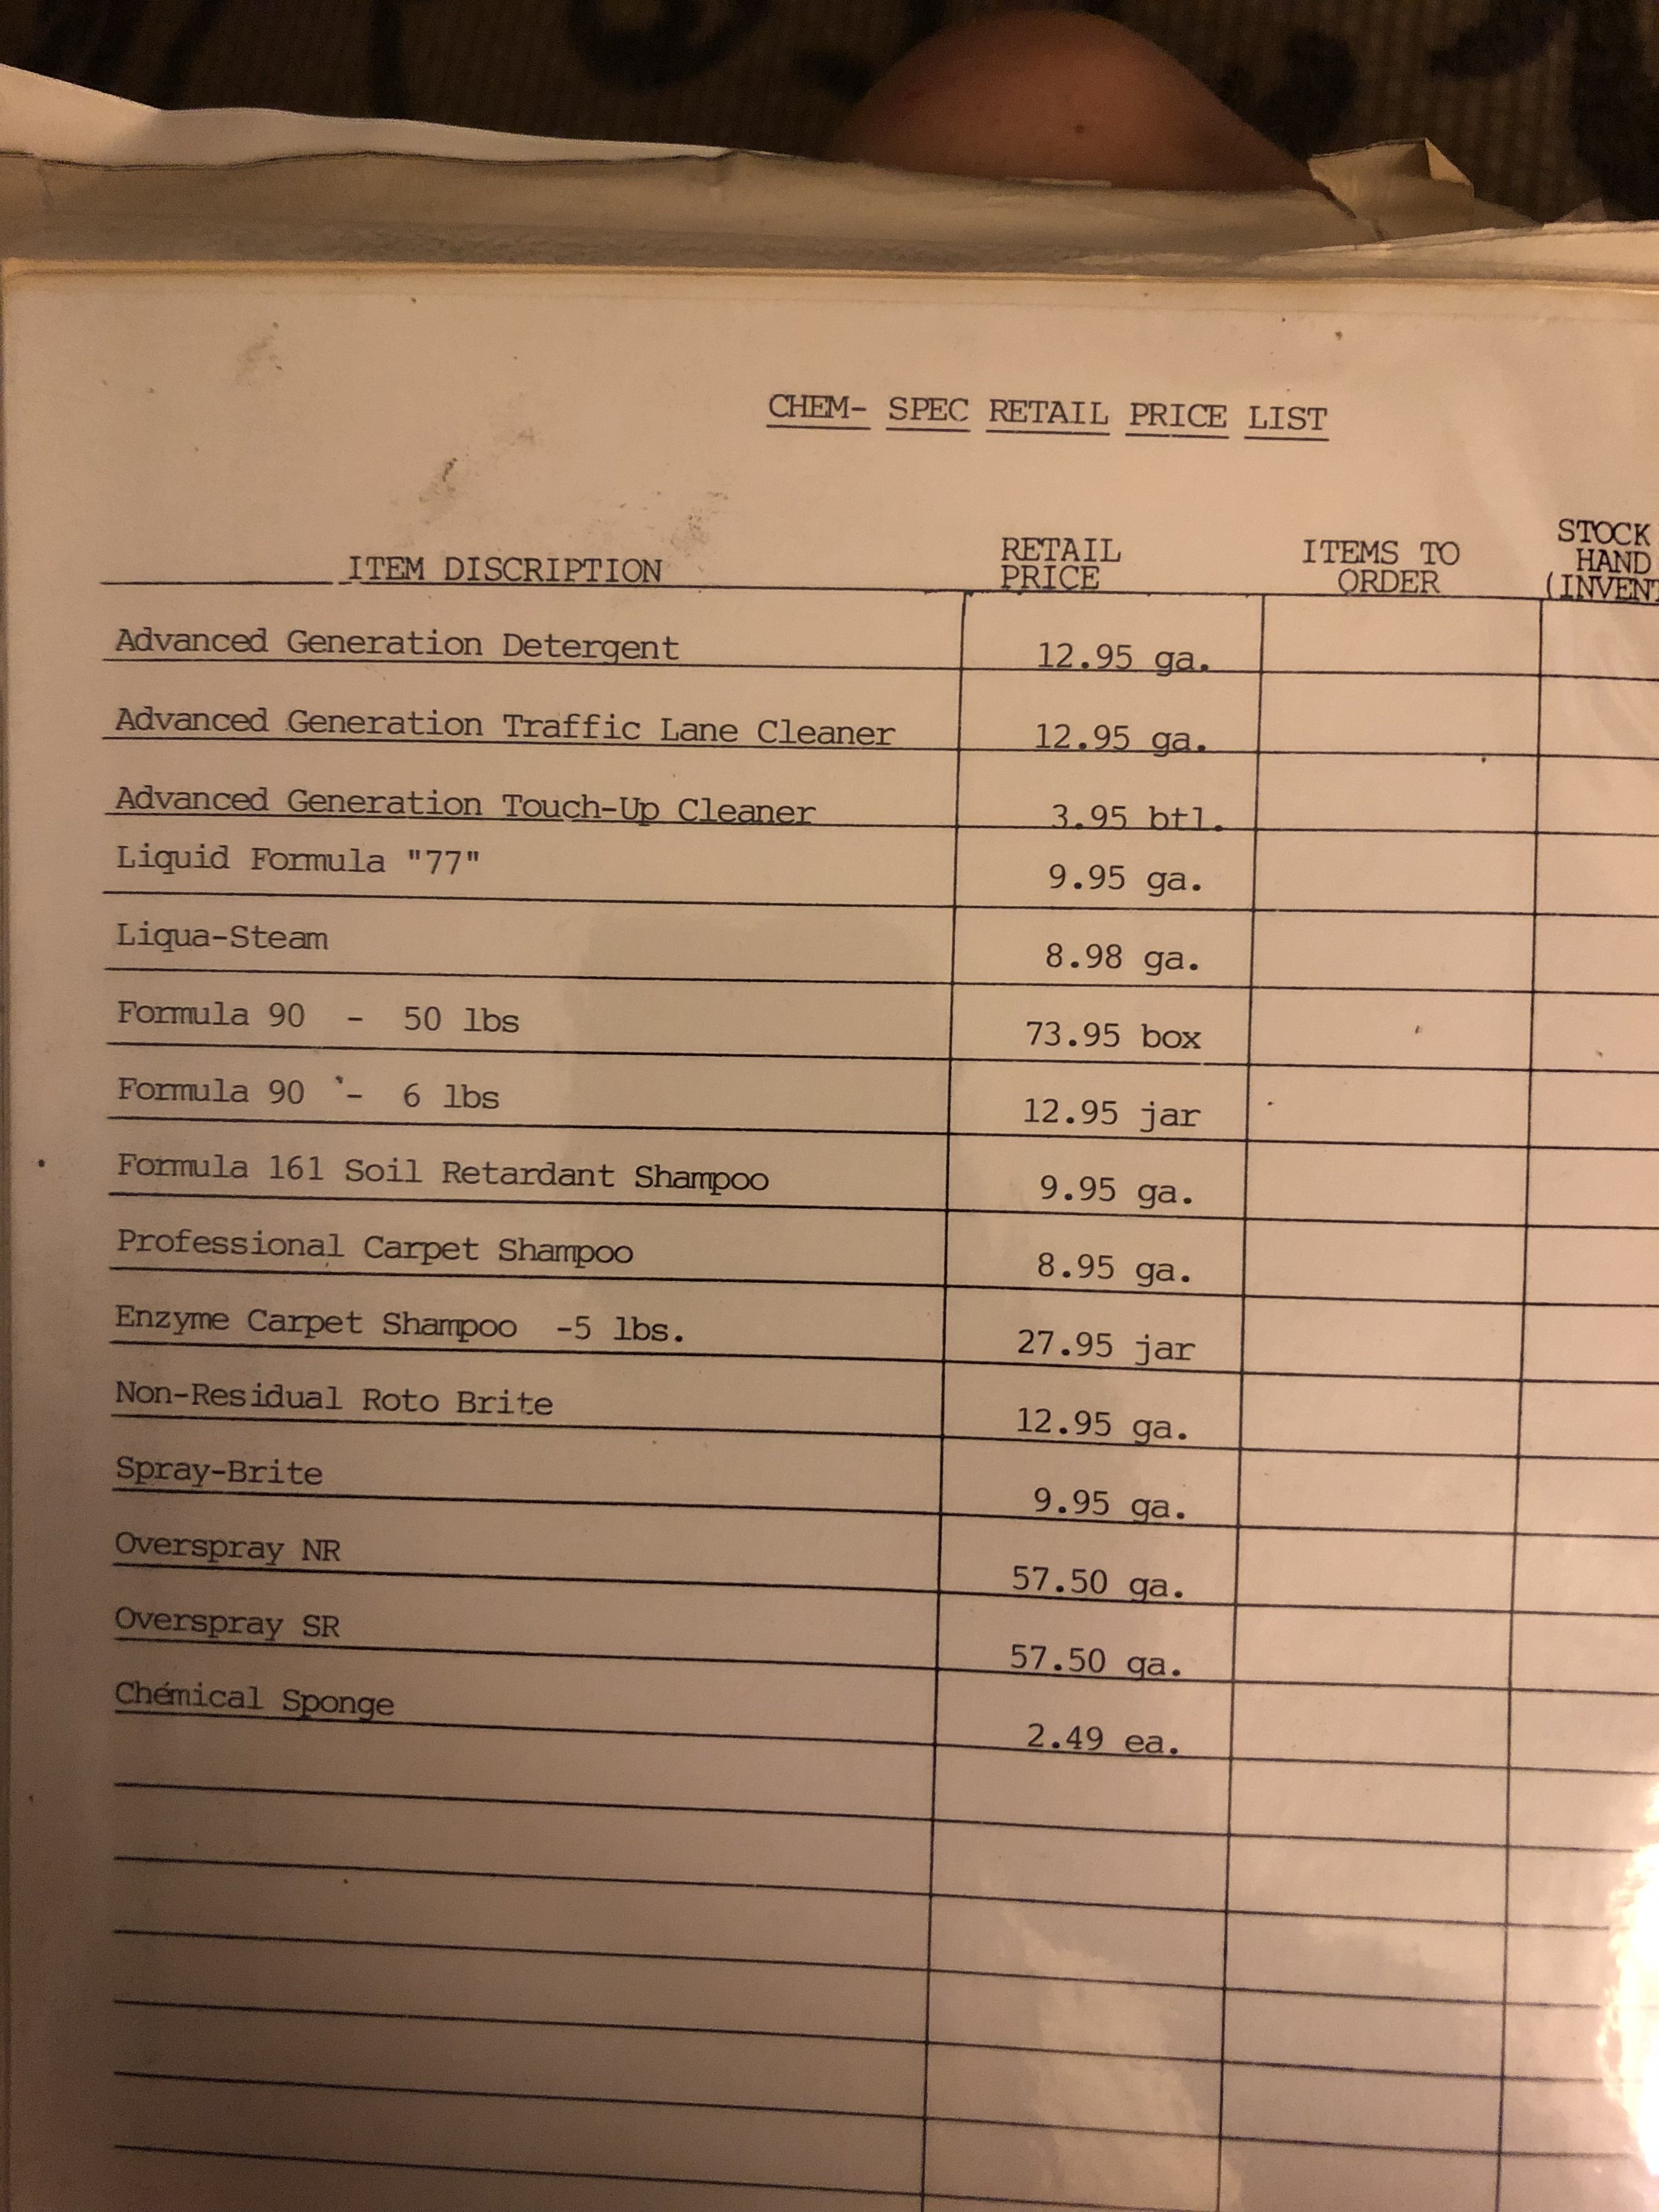 CHEM- SPEC RETAIL PRICE LIST
ITEM DISCRIPTION RETAIL PRICE ITEMS TO ORDER STOCK HAND
Advanced Generation Detergent 12.95 ga.
Advanced Generation Traffic Lane Cleaner 12.95 ga.
Advanced Generation Touch-Up Cleaner 3.95 btl.
Liquid Formula "77" 9.95 ga.
Liqua-Steam 8.98 ga.
Formula 90 - 50 lbs 73.95 box
Formula 90 - 6 lbs 12.95 jar
Formula 161 Soil Retardant Shampoo 9.95 ga.
Professional Carpet Shampoo 8.95 ga.
Enzyme Carpet Shampoo -5 lbs. 27.95 jar
Non-Residual Roto Brite 12.95 ga.
Spray-Brite 9.95 ga.
Overspray NR 57.50 ga.
Overspray SR 57.50 ga.
Chemical Sponge 2.49 ea.